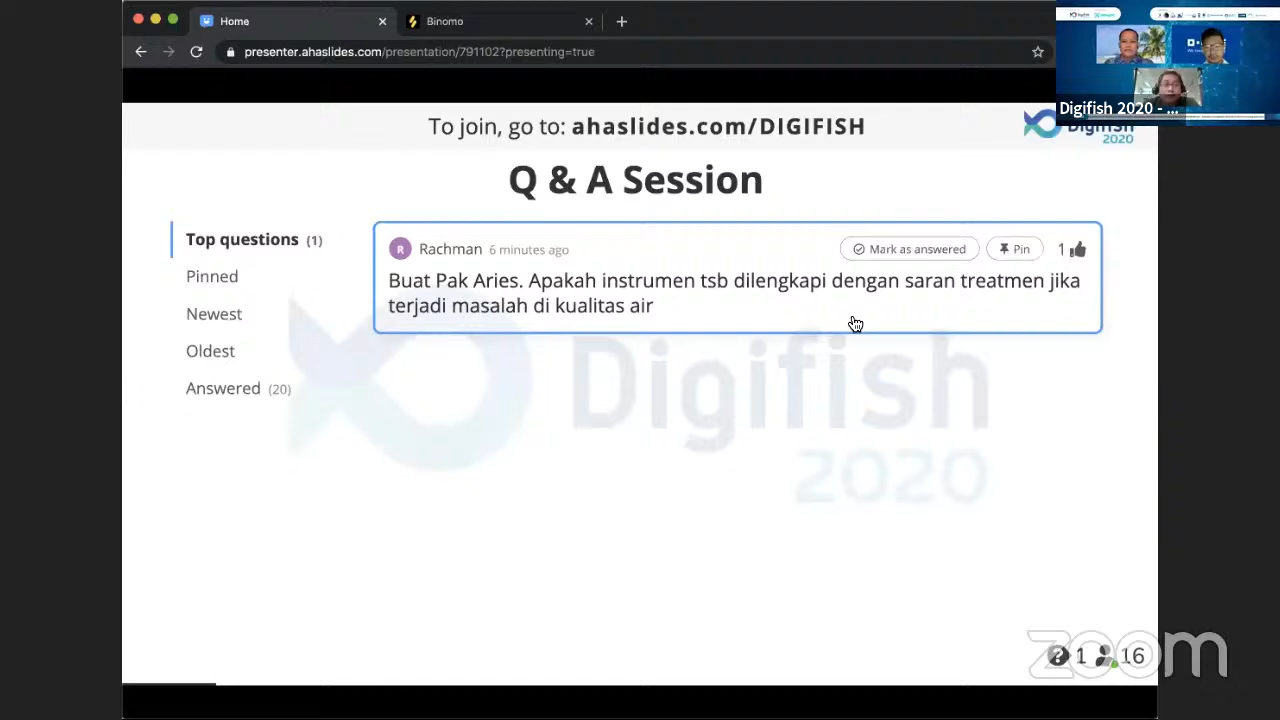 Home
Binomo
presenter.ahaslides.com/presentation/791102?presenting=true
Digifish 2020 - ...
To join, go to: ahaslides.com/DIGIFISH
Digifish
2020
Q & A Session
Top questions (1)
Pinned
Newest
Oldest
Answered (20)
R Rachman 6 minutes ago
Mark as answered
Pin
1
Buat Pak Aries. Apakah instrumen tsb dilengkapi dengan saran treatmen jika
terjadi masalah di kualitas air
Digifish
2020
1 16
zoom